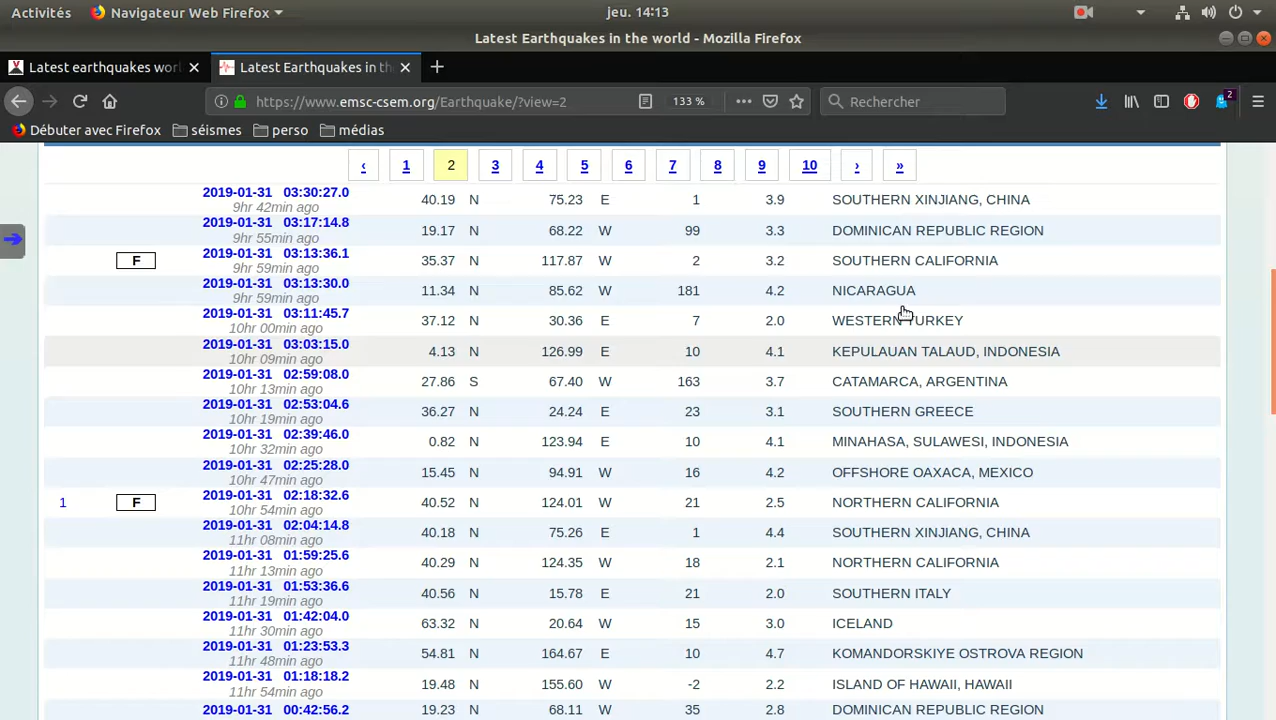 Activités Navigateur Web Firefox jeu. 14:13
Latest Earthquakes in the world - Mozilla Firefox
Latest earthquakes wor Latest Earthquakes in th
https://www.emsc-csem.org/Earthquake/?view=2 133 % Rechercher 2
Débuter avec Firefox séismes perso médias
‹ 1 2 3 4 5 6 7 8 9 10 › »
2019-01-31 03:30:27.0 40.19 N 75.23 E 1 3.9 SOUTHERN XINJIANG, CHINA
9hr 42min ago
2019-01-31 03:17:14.8 19.17 N 68.22 W 99 3.3 DOMINICAN REPUBLIC REGION
9hr 55min ago
F 2019-01-31 03:13:36.1 35.37 N 117.87 W 2 3.2 SOUTHERN CALIFORNIA
9hr 59min ago
2019-01-31 03:13:30.0 11.34 N 85.62 W 181 4.2 NICARAGUA
9hr 59min ago
2019-01-31 03:11:45.7 37.12 N 30.36 E 7 2.0 WESTERN TURKEY
10hr 00min ago
2019-01-31 03:03:15.0 4.13 N 126.99 E 10 4.1 KEPULAUAN TALAUD, INDONESIA
10hr 09min ago
2019-01-31 02:59:08.0 27.86 S 67.40 W 163 3.7 CATAMARCA, ARGENTINA
10hr 13min ago
2019-01-31 02:53:04.6 36.27 N 24.24 E 23 3.1 SOUTHERN GREECE
10hr 19min ago
2019-01-31 02:39:46.0 0.82 N 123.94 E 10 4.1 MINAHASA, SULAWESI, INDONESIA
10hr 32min ago
2019-01-31 02:25:28.0 15.45 N 94.91 W 16 4.2 OFFSHORE OAXACA, MEXICO
10hr 47min ago
1 F 2019-01-31 02:18:32.6 40.52 N 124.01 W 21 2.5 NORTHERN CALIFORNIA
10hr 54min ago
2019-01-31 02:04:14.8 40.18 N 75.26 E 1 4.4 SOUTHERN XINJIANG, CHINA
11hr 08min ago
2019-01-31 01:59:25.6 40.29 N 124.35 W 18 2.1 NORTHERN CALIFORNIA
11hr 13min ago
2019-01-31 01:53:36.6 40.56 N 15.78 E 21 2.0 SOUTHERN ITALY
11hr 19min ago
2019-01-31 01:42:04.0 63.32 N 20.64 W 15 3.0 ICELAND
11hr 30min ago
2019-01-31 01:23:53.3 54.81 N 164.67 E 10 4.7 KOMANDORSKIYE OSTROVA REGION
11hr 48min ago
2019-01-31 01:18:18.2 19.48 N 155.60 W -2 2.2 ISLAND OF HAWAII, HAWAII
11hr 54min ago
2019-01-31 00:42:56.2 19.23 N 68.11 W 35 2.8 DOMINICAN REPUBLIC REGION